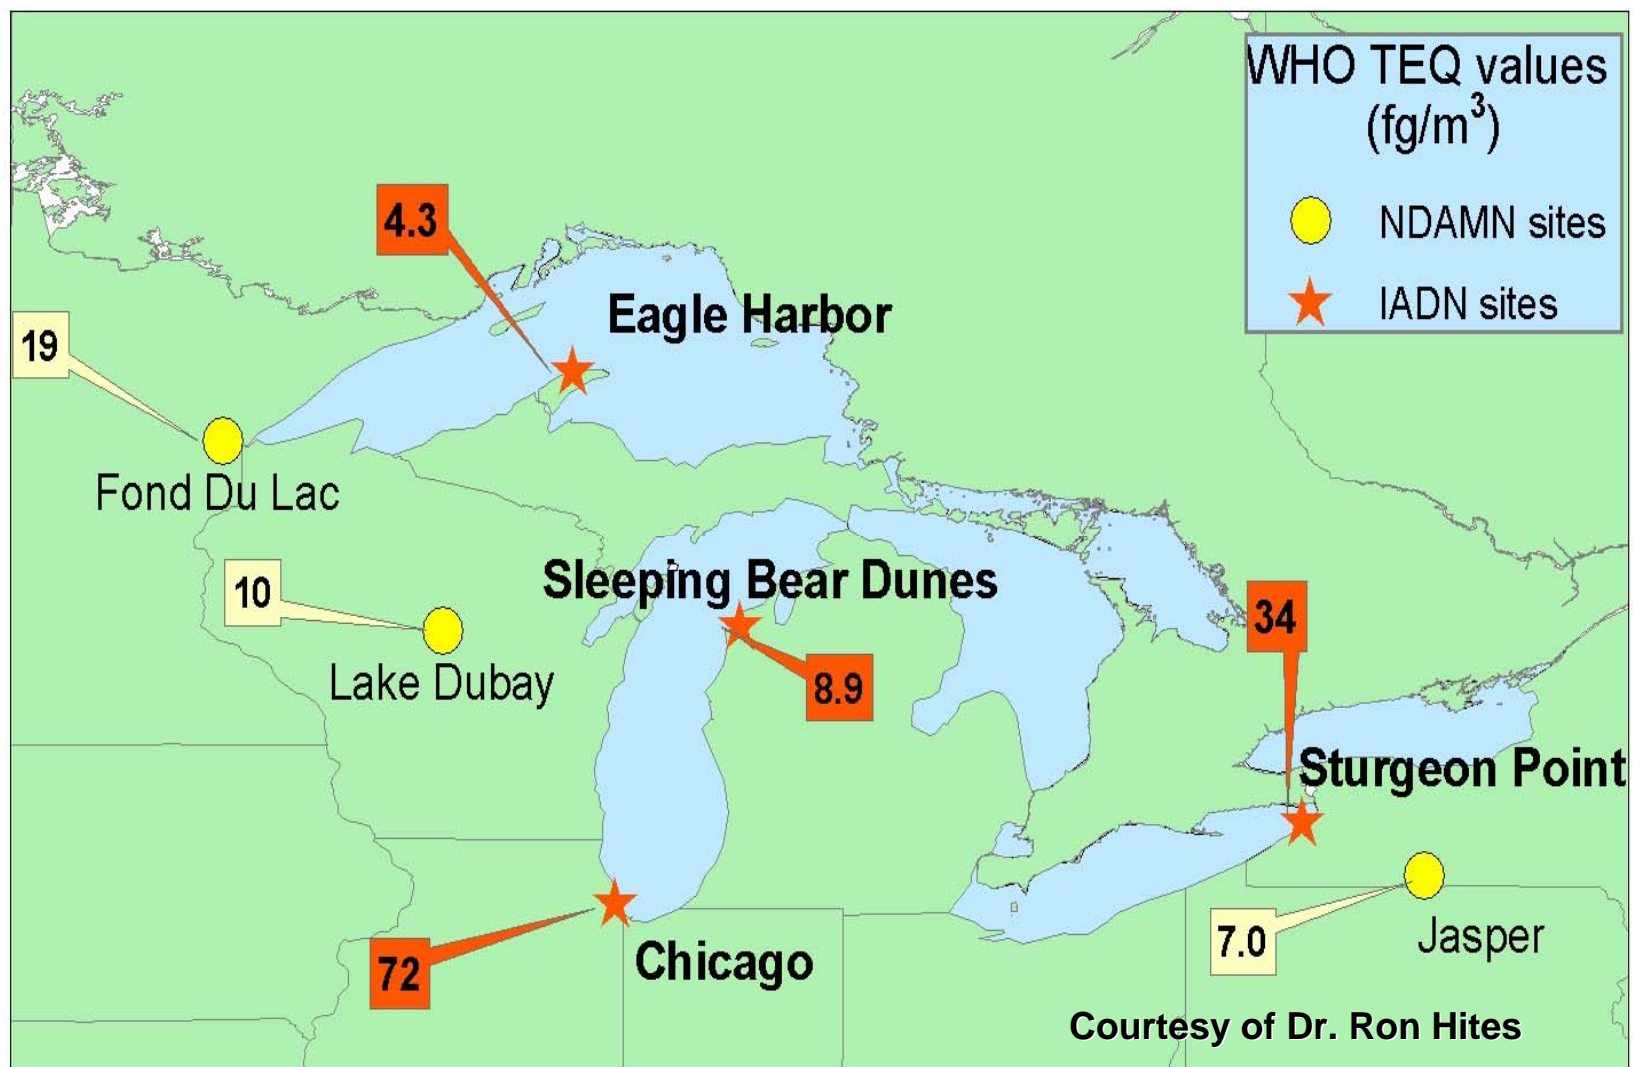 WHO TEQ values
(fg/m³)
NDAMN sites
IADN sites
4.3
Eagle Harbor
19
Fond Du Lac
10
Sleeping Bear Dunes
34
Lake Dubay
8.9
Sturgeon Point
72
Chicago
7.0
Jasper
Courtesy of Dr. Ron Hites